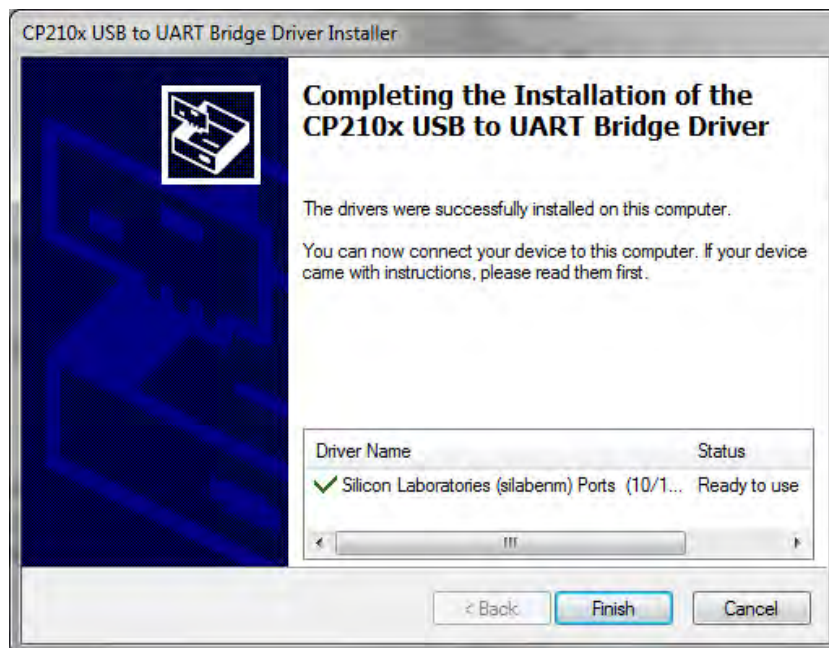 CP210x USB to UART Bridge Driver Installer
Completing the Installation of the
CP210x USB to UART Bridge Driver
The drivers were successfully installed on this computer.
You can now connect your device to this computer. If your device
came with instructions, please read them first.
Driver Name Status
Silicon Laboratories (silabenm) Ports (10/1... Ready to use
< Back Finish Cancel